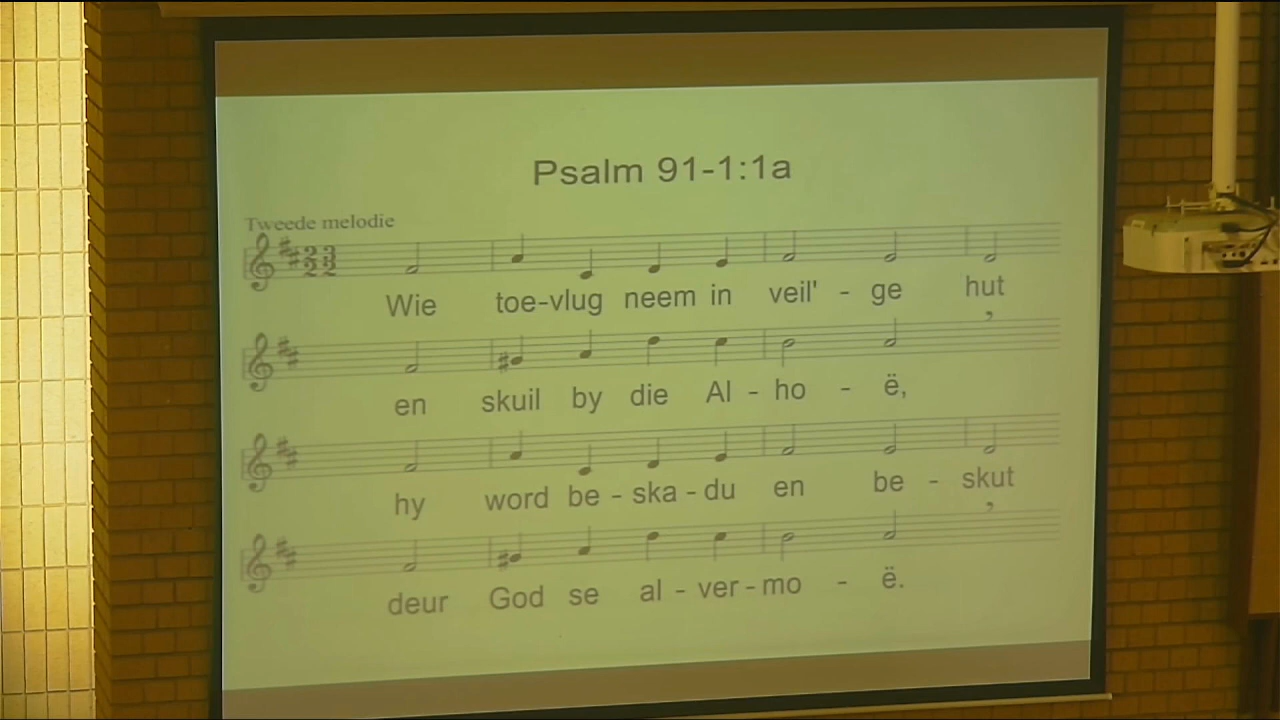 Psalm 91-1:1a
Tweede melodie
Wie toe-vlug neem in veil' - ge hut
en skuil by die Al - ho - ë,
hy word be - ska - du en be - skut
deur God se al - ver - mo - ë.